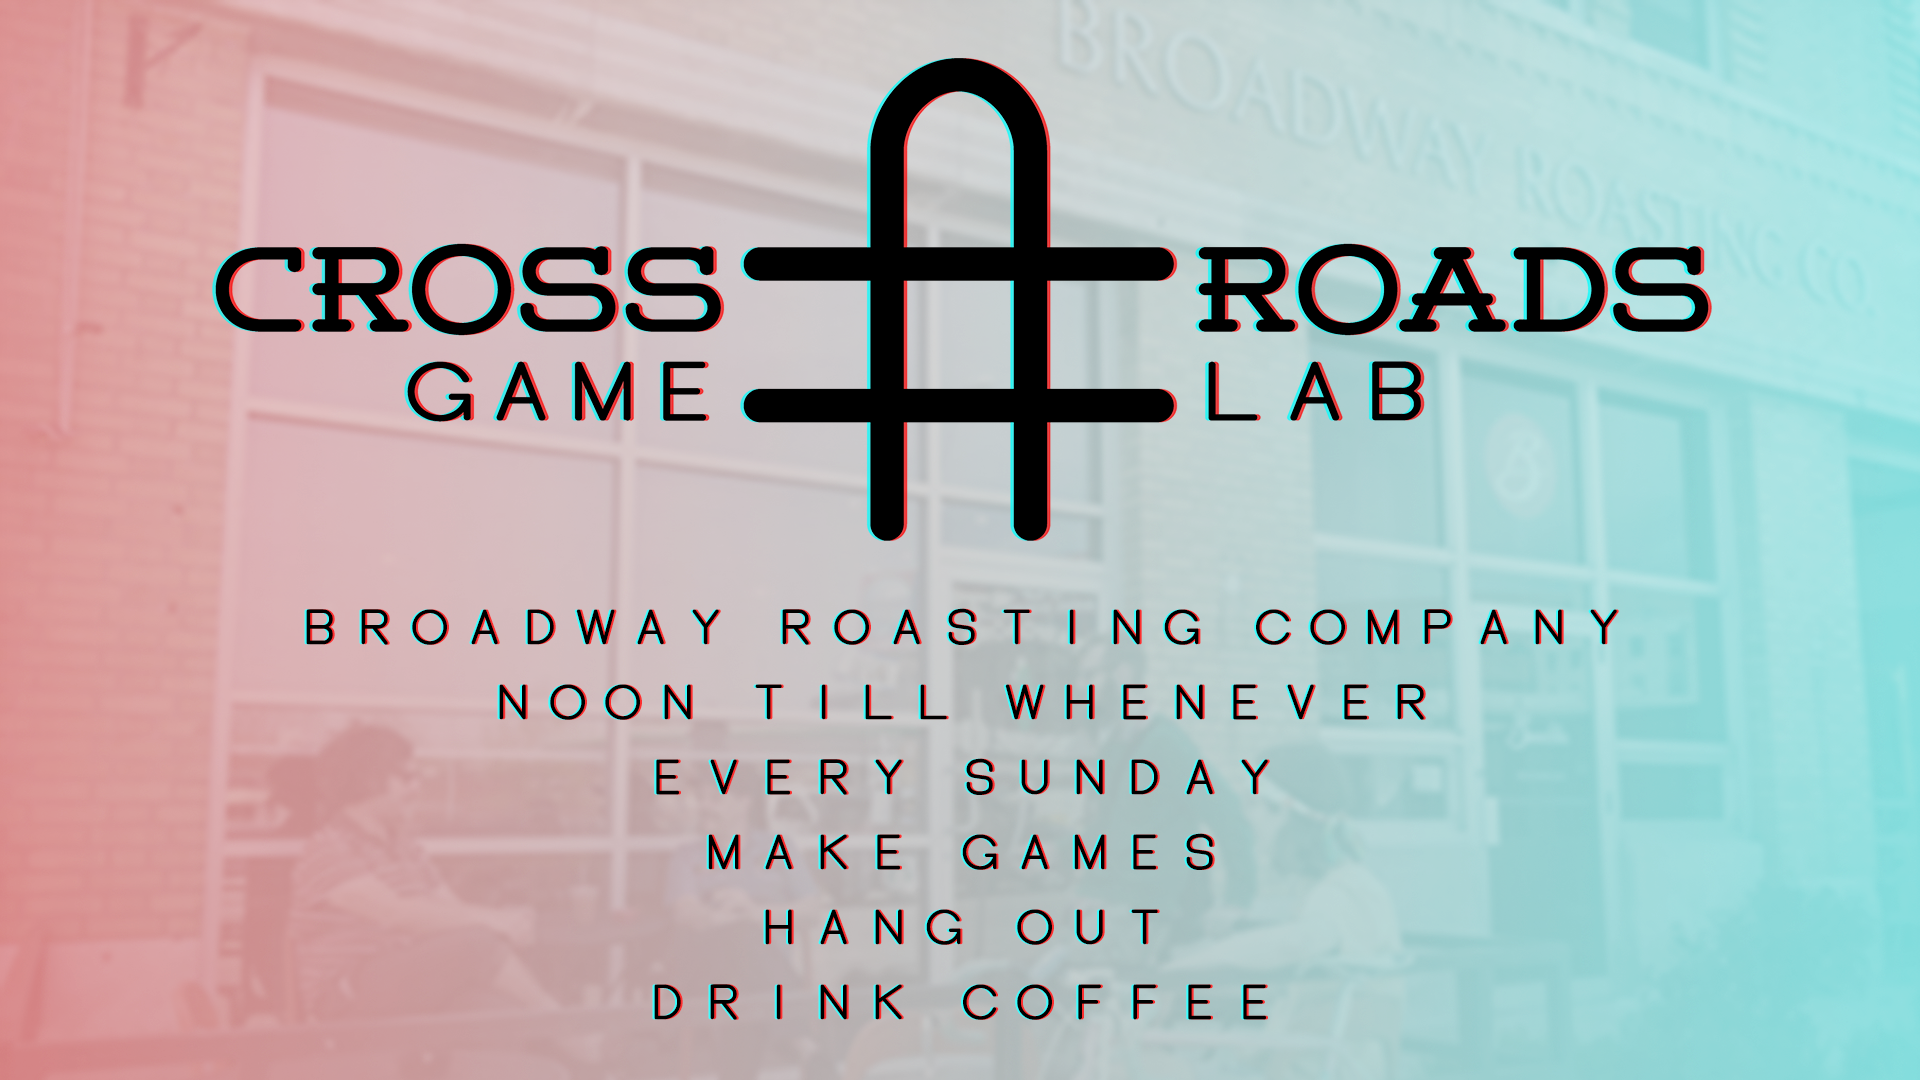 BROADWAY ROASTING CO
CROSS ROADS
GAME LAB
BROADWAY ROASTING COMPANY
NOON TILL WHENEVER
EVERY SUNDAY
MAKE GAMES
HANG OUT
DRINK COFFEE